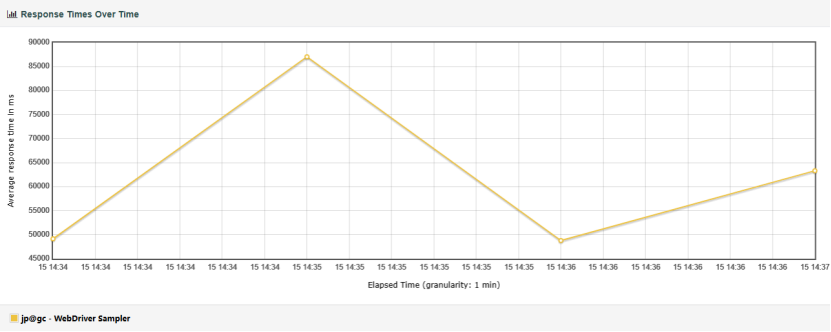 Response Times Over Time
90000
85000
80000
75000
70000
65000
60000
55000
50000
45000
Average response time in ms
15 14:34 15 14:34 15 14:34 15 14:34 15 14:34 15 14:34 15 14:35 15 14:35 15 14:35 15 14:35 15 14:35 15 14:35 15 14:36 15 14:36 15 14:36 15 14:36 15 14:36 15 14:36 15 14:37
Elapsed Time (granularity: 1 min)
jp@gc - WebDriver Sampler